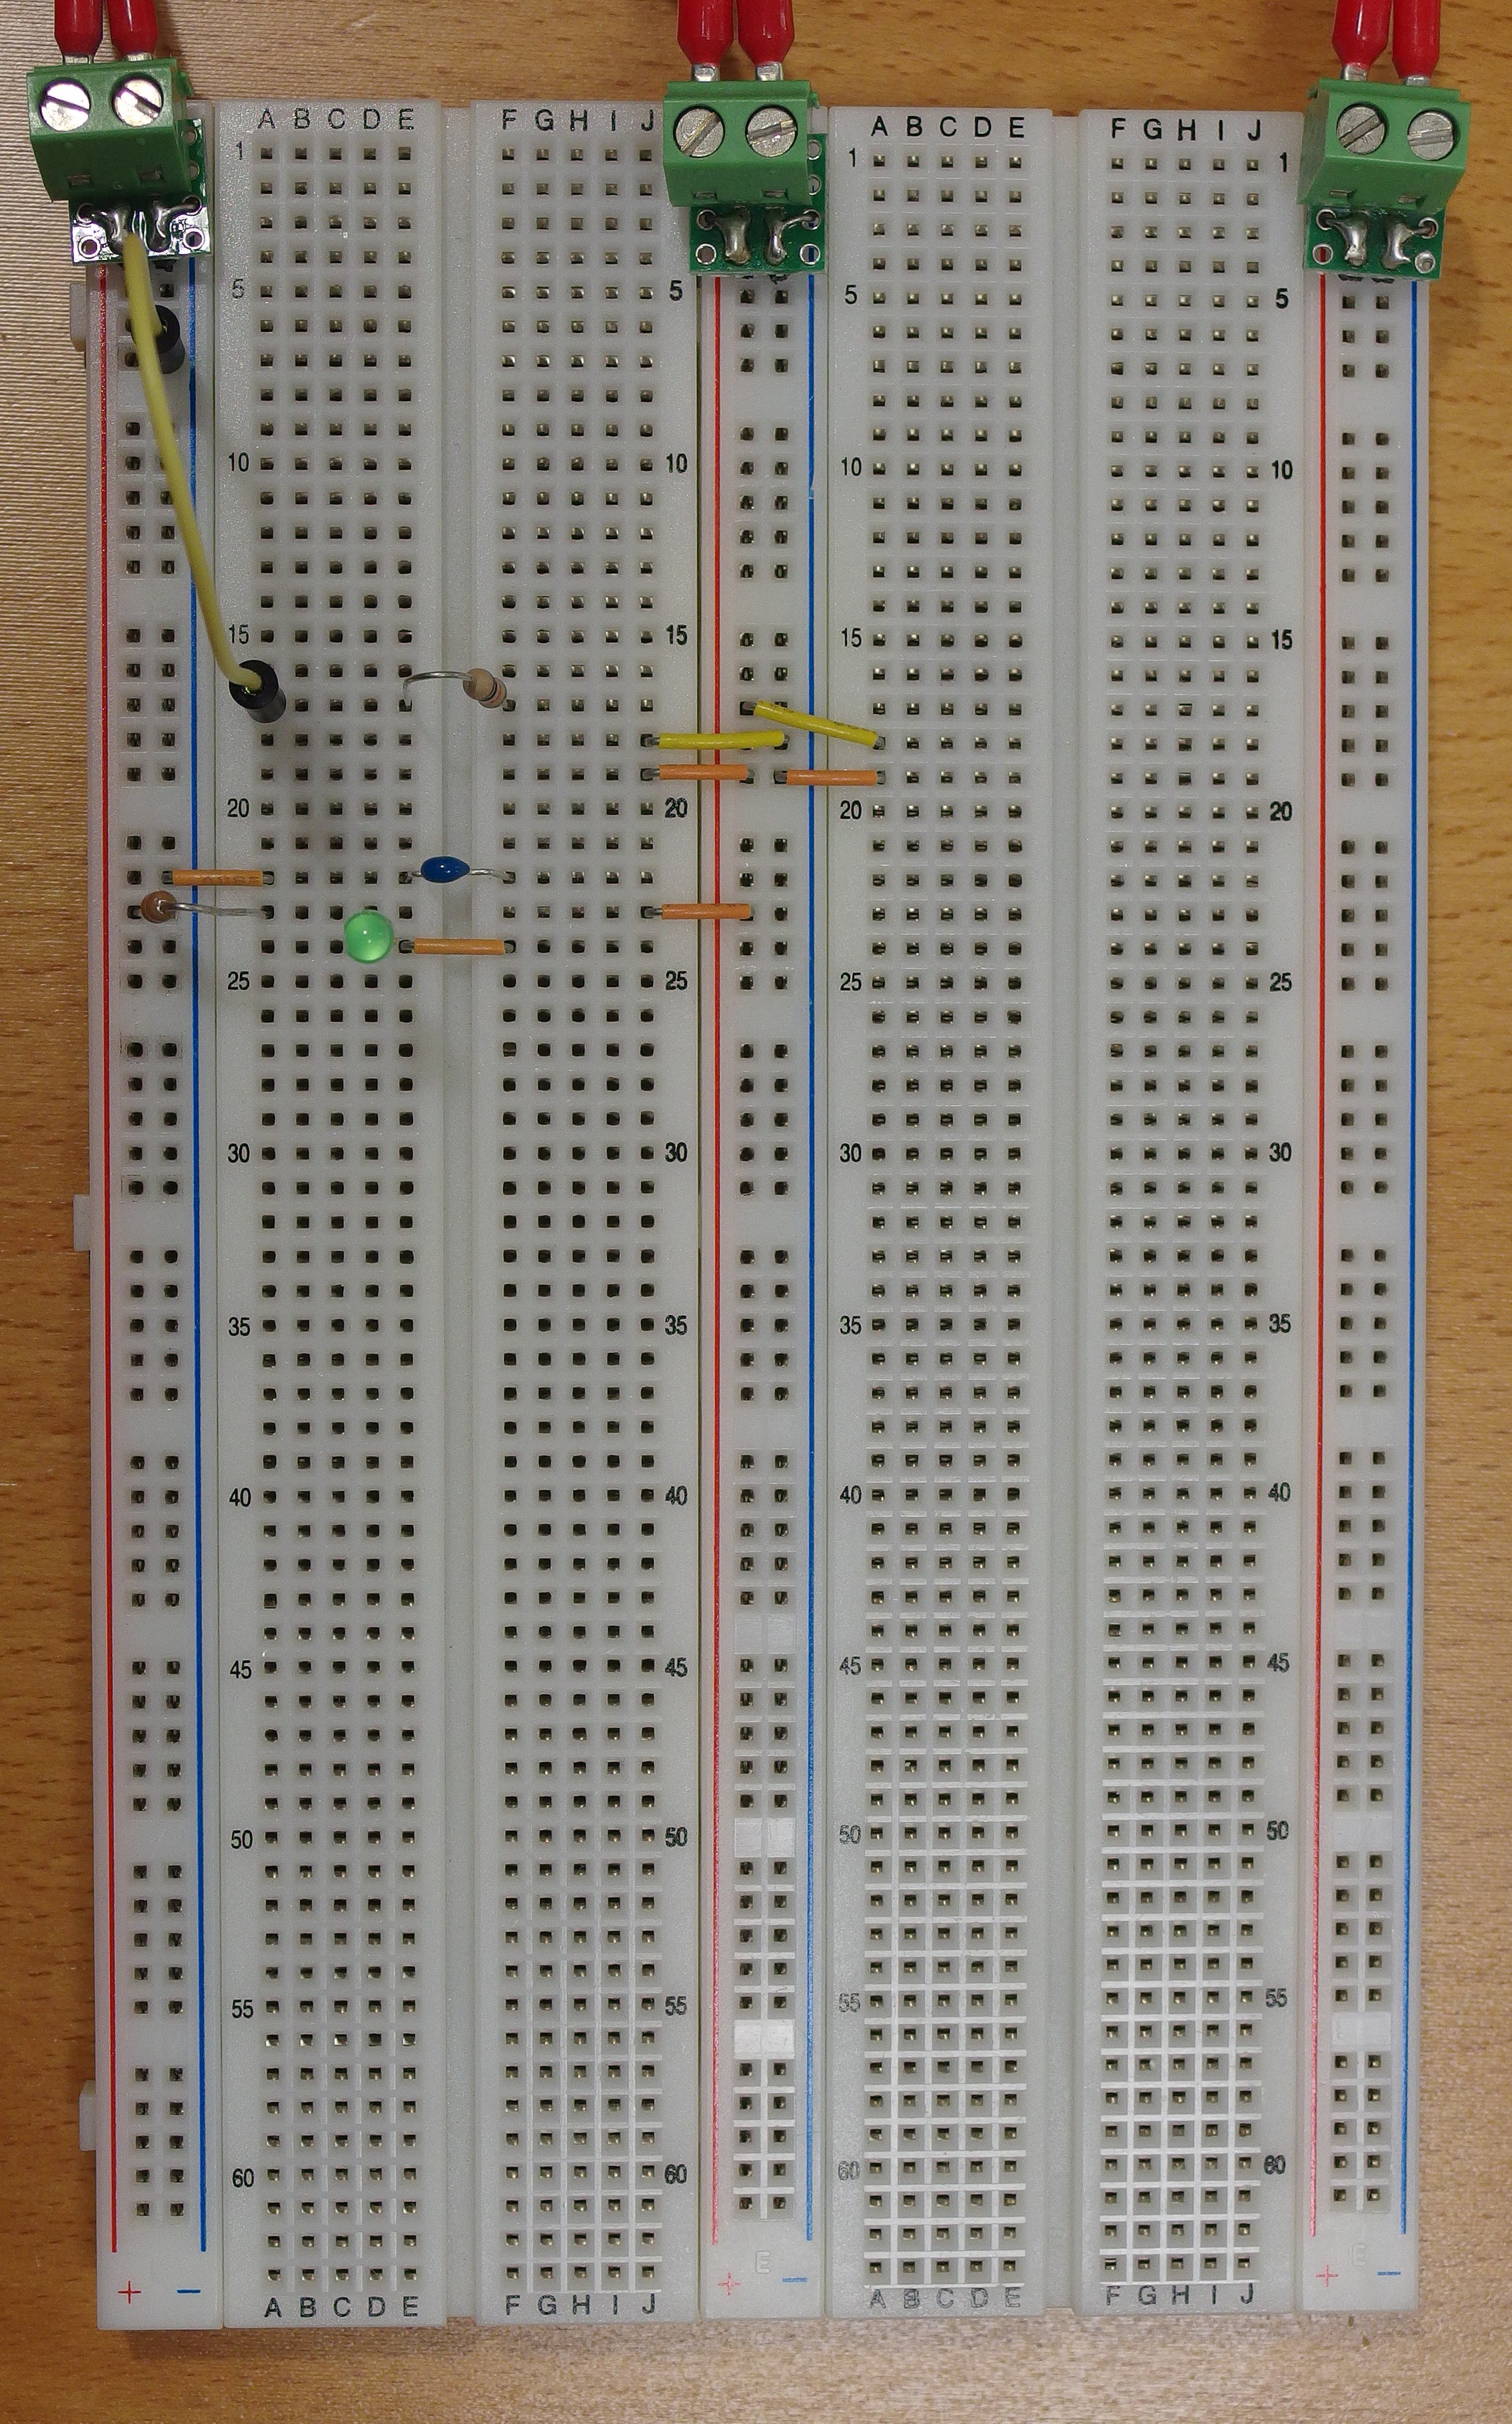 A B C D E F G H I J A B C D E F G H I J
1 1 1
5 5 5 5
10 10 10 10
15 15 15
20 20 20 20
25 25 25 25
30 30 30 30
35 35 35 35
40 40 40 40
45 45 45 45
50 50 50 50
55 55 55 55
60 60 60 60
+ − + E − + E −
A B C D E F G H I J A B C D E F G H I J